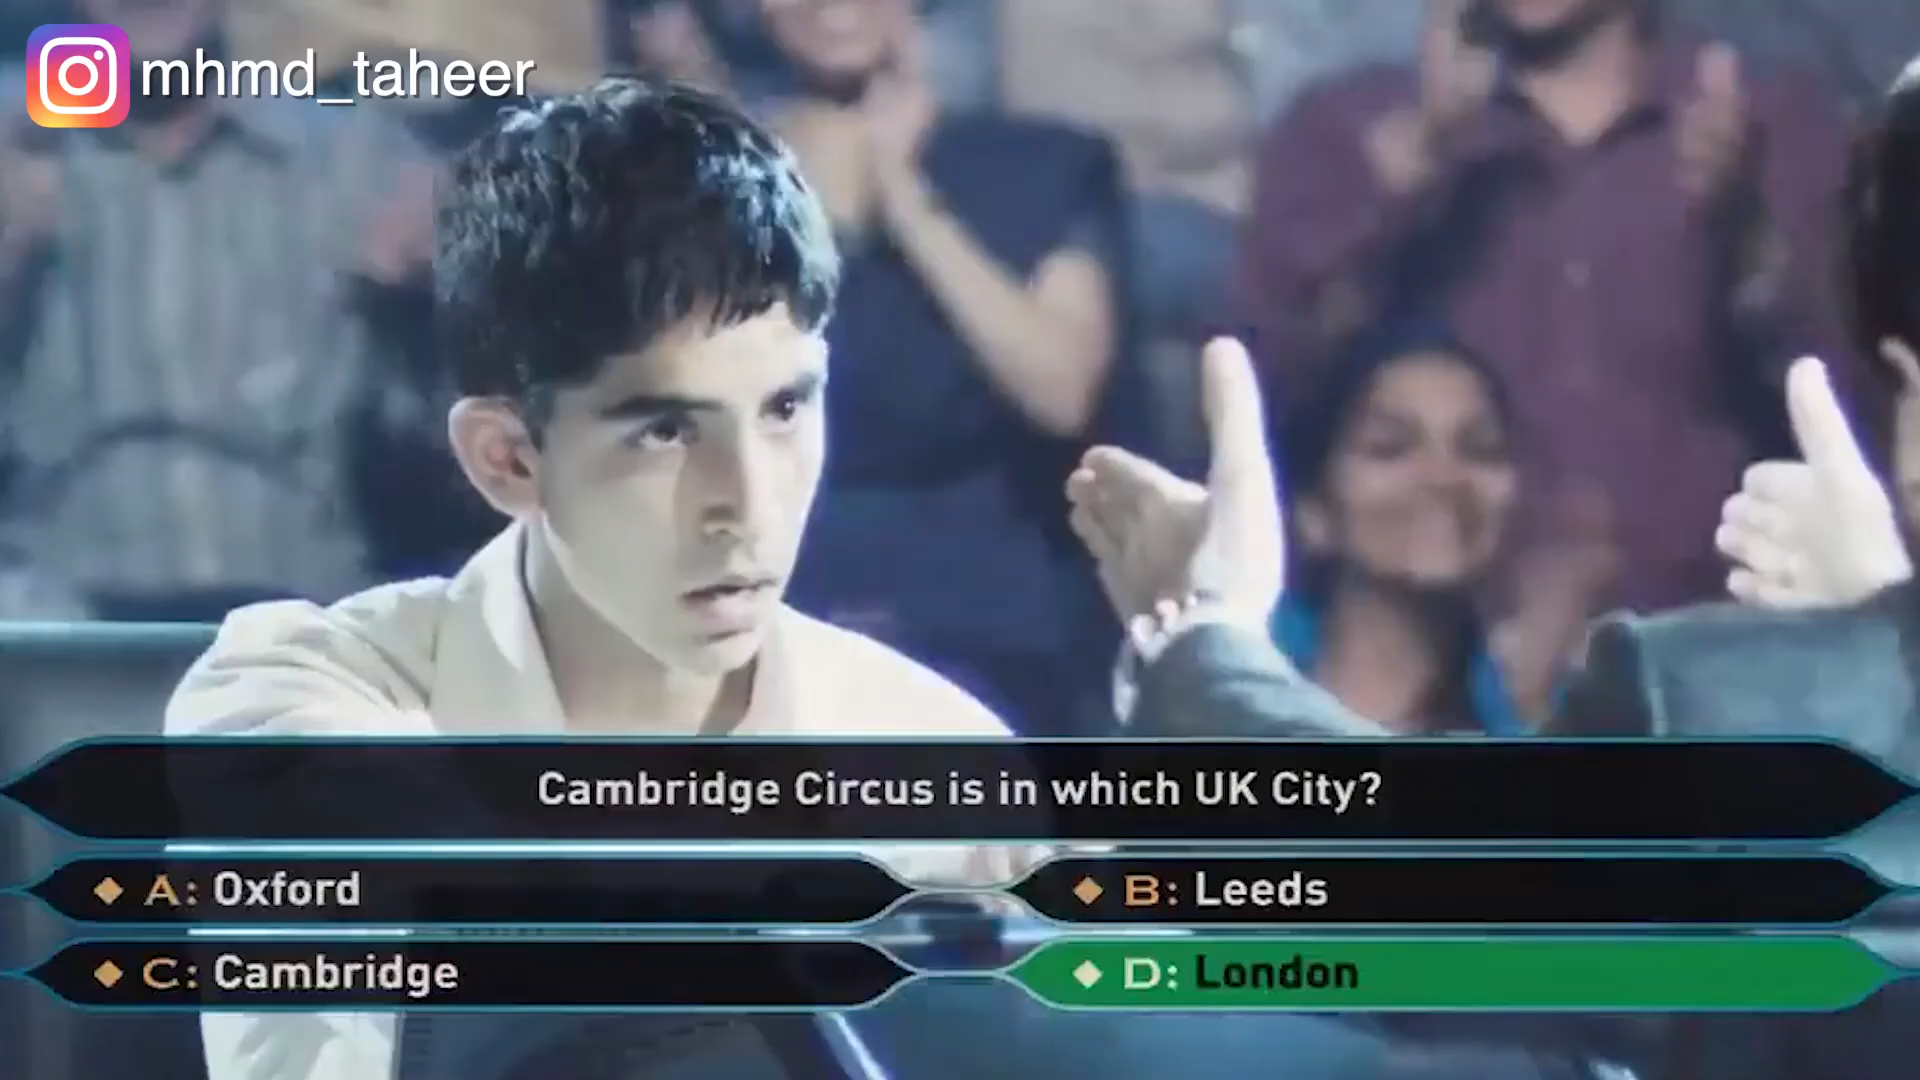 mhmd_taheer
Cambridge Circus is in which UK City?
A: Oxford
B: Leeds
C: Cambridge
D: London